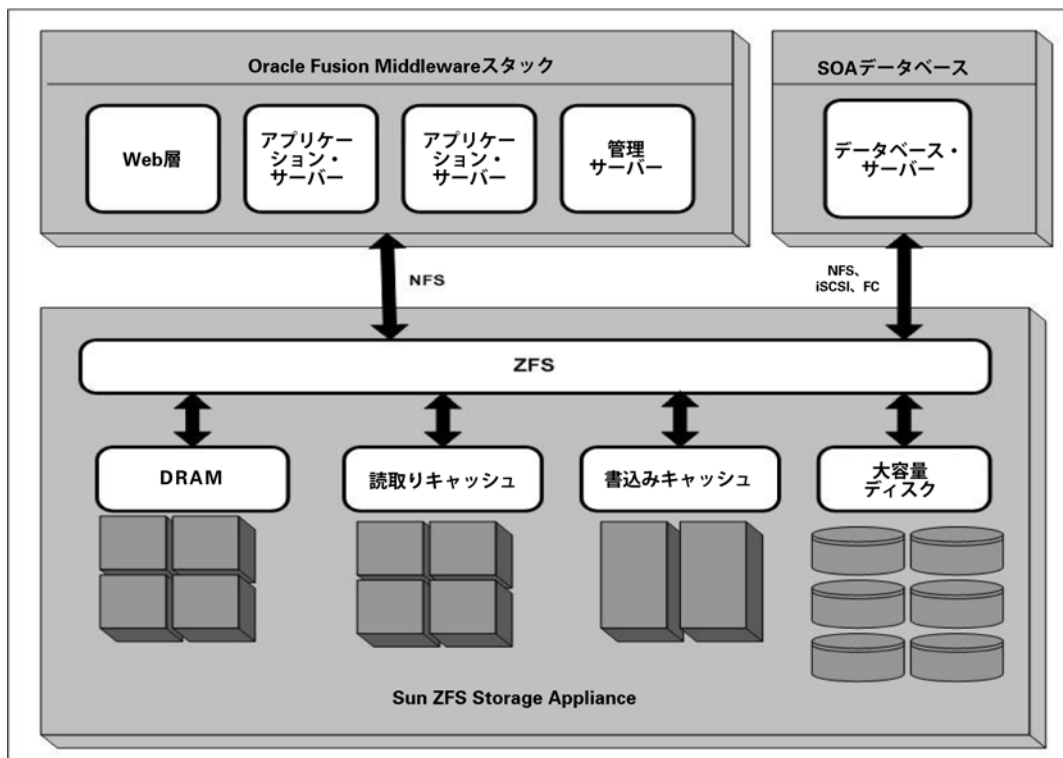 Oracle Fusion Middlewareスタック
Web層
アプリケー
ション・
サーバー
アプリケー
ション・
サーバー
管理
サーバー
SOAデータベース
データベース・
サーバー
NFS
NFS、
iSCSI、FC
ZFS
DRAM
読取りキャッシュ
書込みキャッシュ
大容量
ディスク
Sun ZFS Storage Appliance